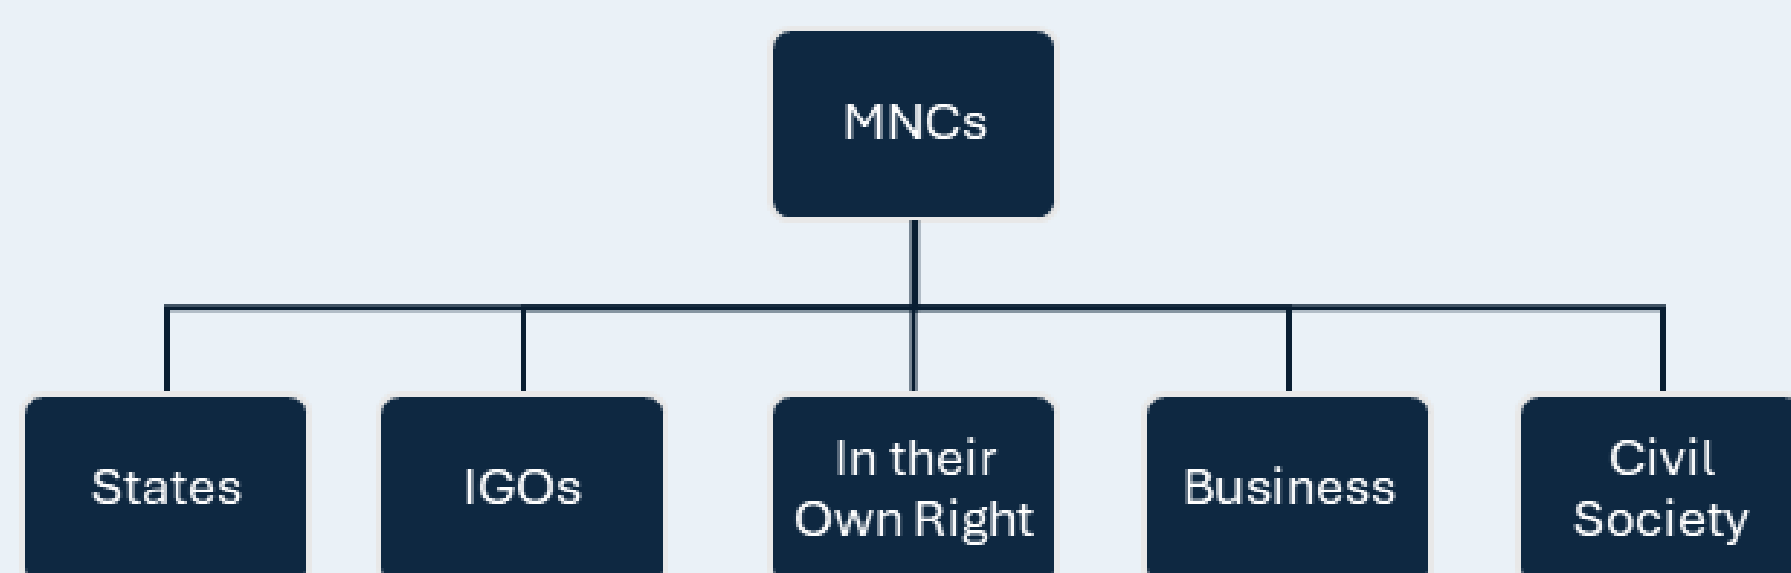 MNCs
States
IGOs
In their
Own Right
Business
Civil
Society